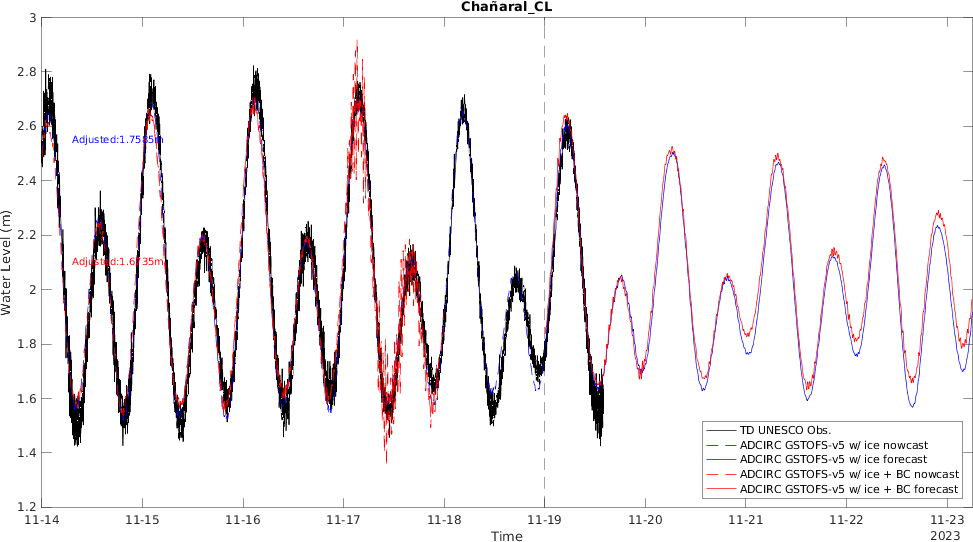 Chañaral_CL
3
2.8
2.6
2.4
2.2
2
1.8
1.6
1.4
1.2
Water Level (m)
Adjusted:1.7585m
Adjusted:1.6735m
TD UNESCO Obs.
ADCIRC GSTOFS-v5 w/ ice nowcast
ADCIRC GSTOFS-v5 w/ ice forecast
ADCIRC GSTOFS-v5 w/ ice + BC nowcast
ADCIRC GSTOFS-v5 w/ ice + BC forecast
11-14 11-15 11-16 11-17 11-18 11-19 11-20 11-21 11-22 11-23
2023
Time